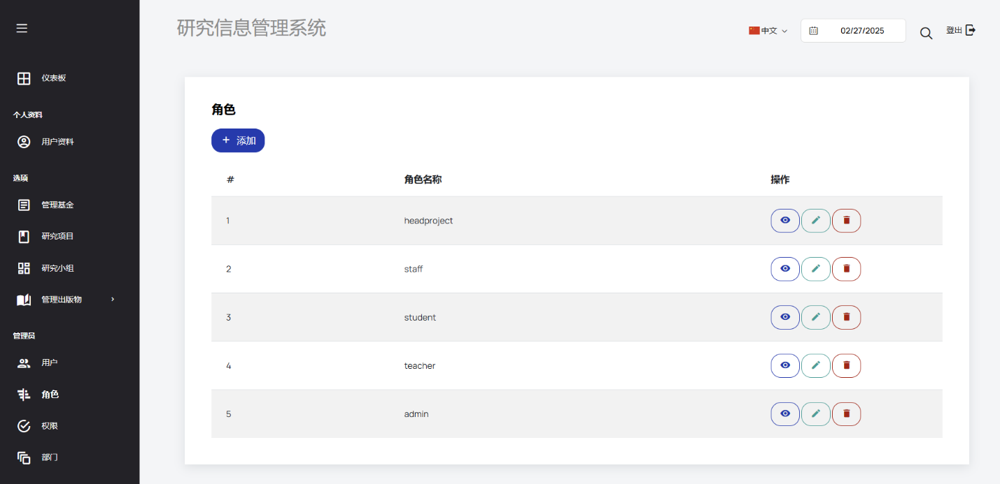 研究信息管理系统
中文
02/27/2025
登出
仪表板
个人资料
用户资料
选项
管理基金
研究项目
研究小组
管理出版物
管理员
用户
角色
权限
部门
角色
+ 添加
# 角色名称 操作
1 headproject
2 staff
3 student
4 teacher
5 admin